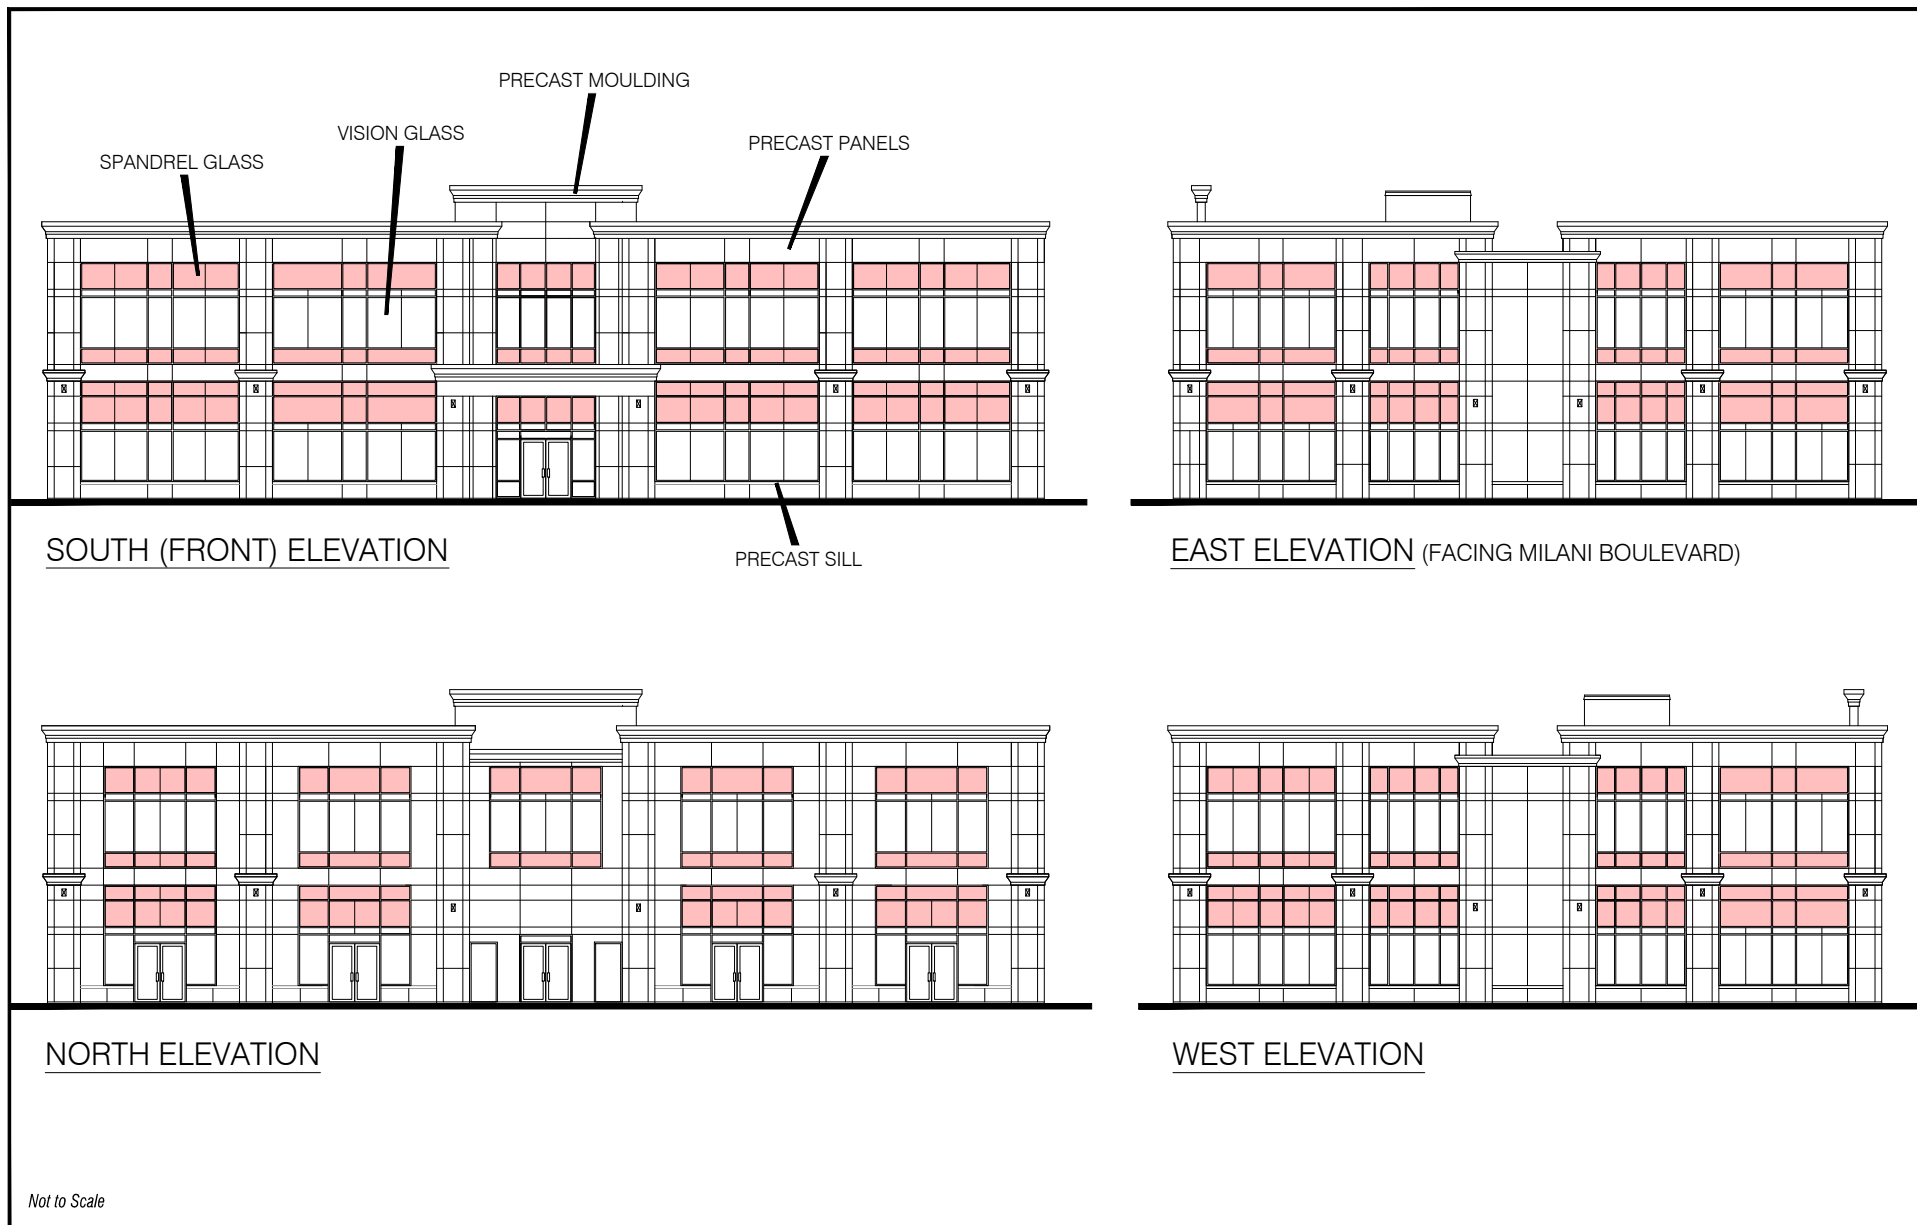 PRECAST MOULDING
VISION GLASS
PRECAST PANELS
SPANDREL GLASS
SOUTH (FRONT) ELEVATION
PRECAST SILL
EAST ELEVATION (FACING MILANI BOULEVARD)
NORTH ELEVATION
WEST ELEVATION
Not to Scale